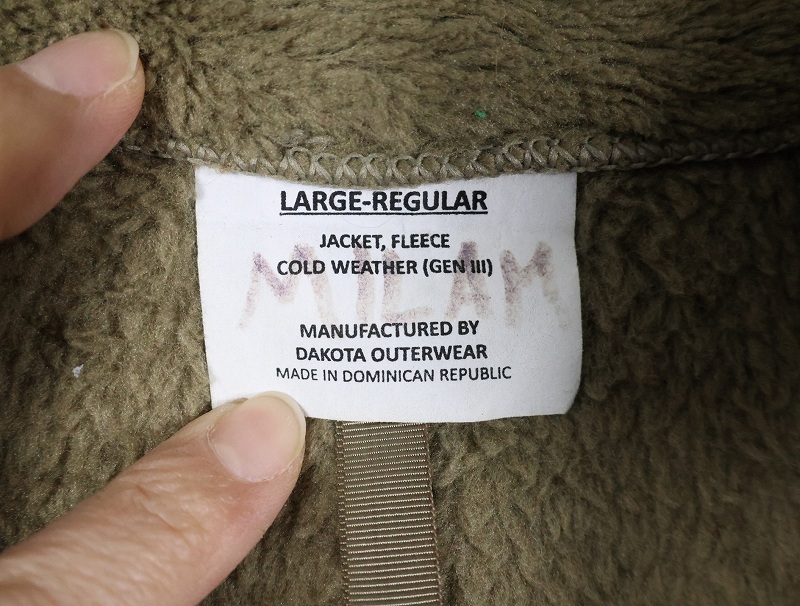 LARGE-REGULAR
JACKET, FLEECE
COLD WEATHER (GEN III)
MILAM
MANUFACTURED BY
DAKOTA OUTERWEAR
MADE IN DOMINICAN REPUBLIC